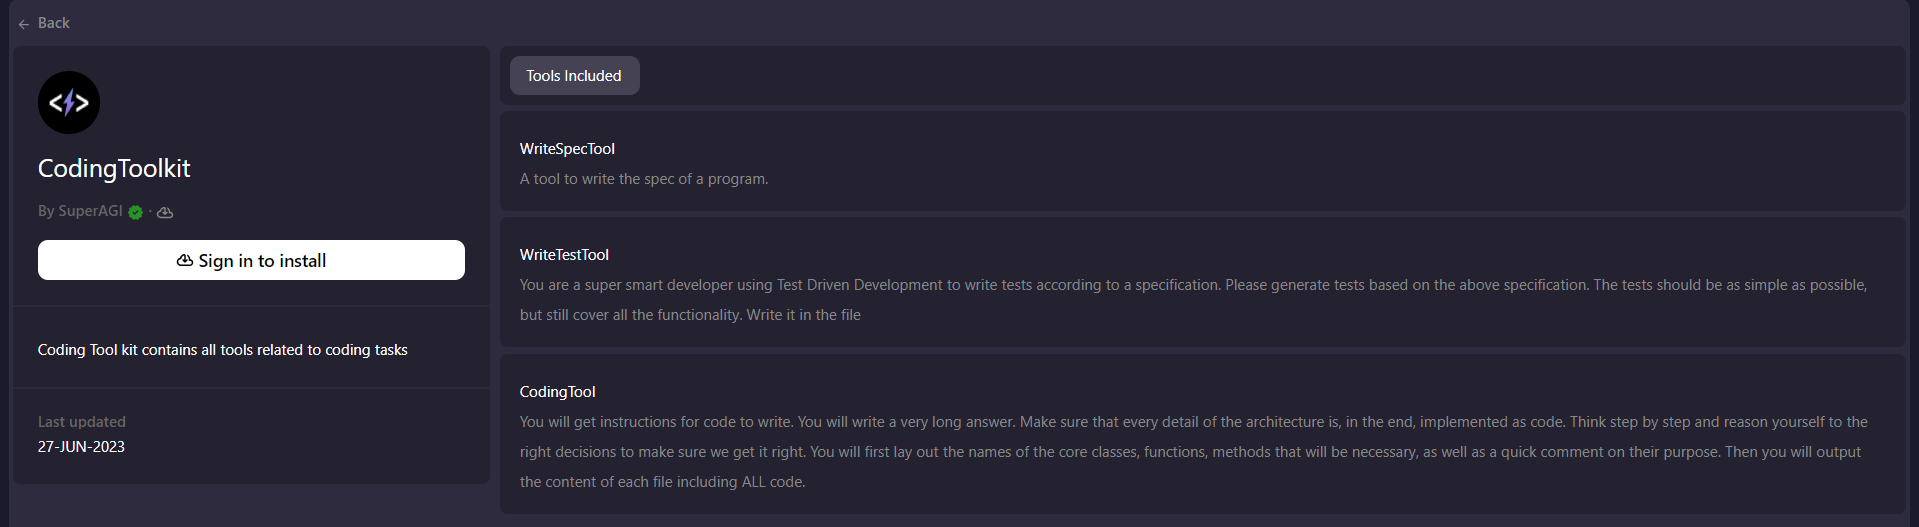 ← Back
CodingToolkit
By SuperAGI ·
Sign in to install
Coding Tool kit contains all tools related to coding tasks
Last updated
27-JUN-2023
Tools Included
WriteSpecTool
A tool to write the spec of a program.
WriteTestTool
You are a super smart developer using Test Driven Development to write tests according to a specification. Please generate tests based on the above specification. The tests should be as simple as possible,
but still cover all the functionality. Write it in the file
CodingTool
You will get instructions for code to write. You will write a very long answer. Make sure that every detail of the architecture is, in the end, implemented as code. Think step by step and reason yourself to the
right decisions to make sure we get it right. You will first lay out the names of the core classes, functions, methods that will be necessary, as well as a quick comment on their purpose. Then you will output
the content of each file including ALL code.